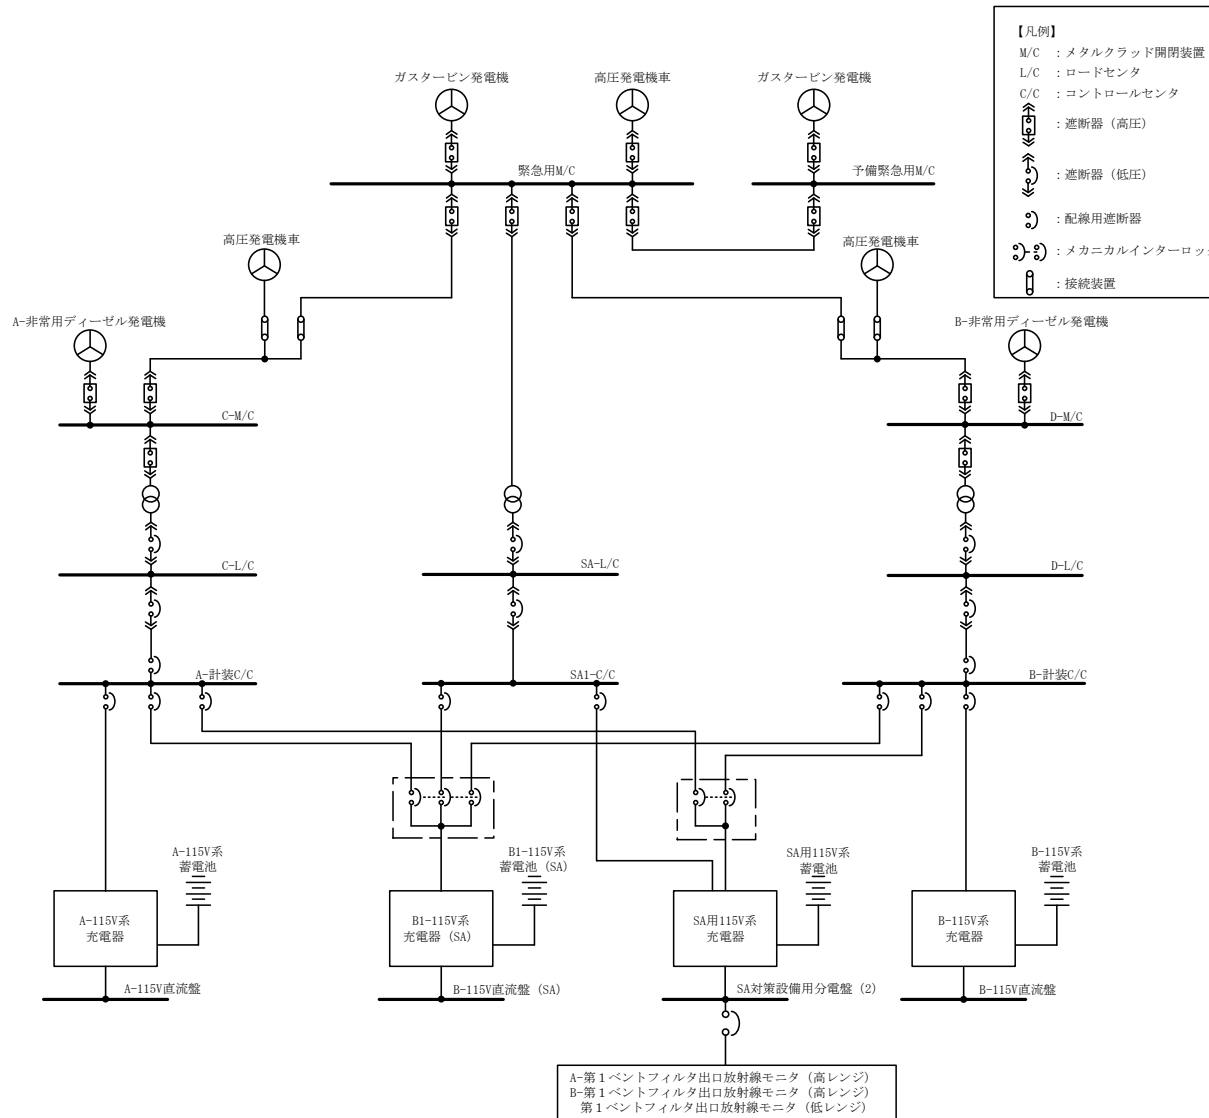 【凡例】
M/C ：メタルクラッド開閉装置
L/C ：ロードセンタ
C/C ：コントロールセンタ
：遮断器（高圧）
：遮断器（低圧）
：配線用遮断器
：メカニカルインターロック
：接続装置
ガスタービン発電機
高圧発電機車
ガスタービン発電機
緊急用M/C
予備緊急用M/C
高圧発電機車
高圧発電機車
A-非常用ディーゼル発電機
B-非常用ディーゼル発電機
C-M/C
D-M/C
C-L/C
SA-L/C
D-L/C
A-計装C/C
SA1-C/C
B-計装C/C
A-115V系
蓄電池
B1-115V系
蓄電池（SA）
SA用115V系
蓄電池
B-115V系
蓄電池
A-115V系
充電器
B1-115V系
充電器（SA）
SA用115V系
充電器
B-115V系
充電器
A-115V直流盤
B-115V直流盤（SA）
SA対策設備用分電盤（2）
B-115V直流盤
A-第１ベントフィルタ出口放射線モニタ（高レンジ）
B-第１ベントフィルタ出口放射線モニタ（高レンジ）
第１ベントフィルタ出口放射線モニタ（低レンジ）